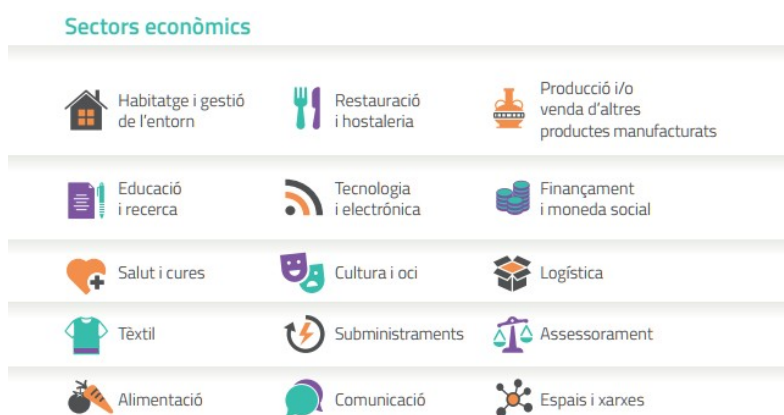 Sectors econòmics
Habitatge i gestió
de l'entorn
Restauració
i hostaleria
Producció i/o
venda d'altres
productes manufacturats
Educació
i recerca
Tecnologia
i electrónica
Finançament
i moneda social
Salut i cures
Cultura i oci
Logística
Tèxtil
Subministraments
Assessorament
Alimentació
Comunicació
Espais i xarxes